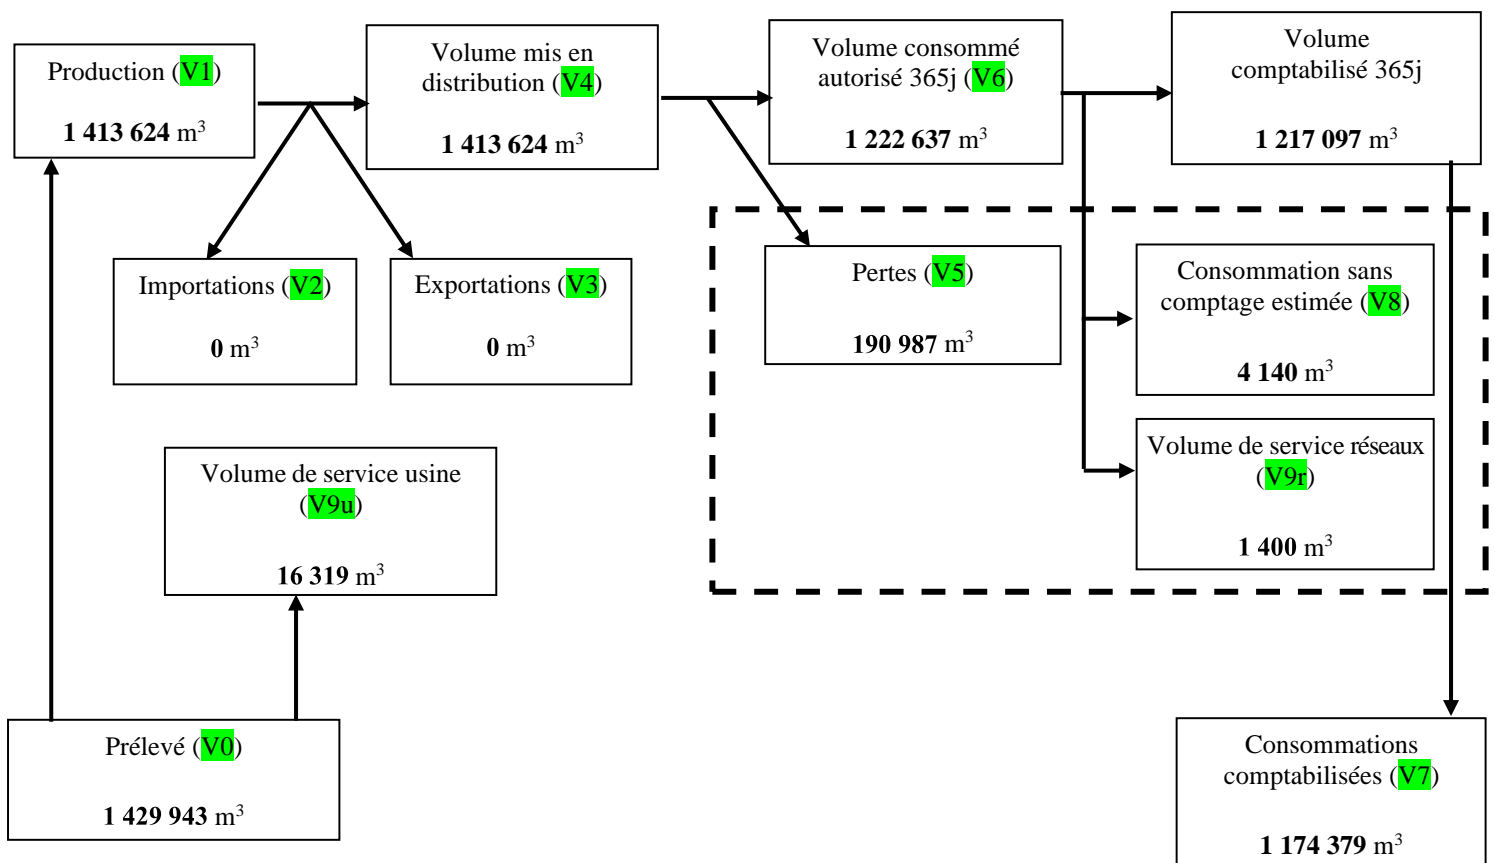 Production (V1)
1 413 624 m³
Volume mis en
distribution (V4)
1 413 624 m³
Volume consommé
autorisé 365j (V6)
1 222 637 m³
Volume
comptabilisé 365j
1 217 097 m³
Importations (V2)
0 m³
Exportations (V3)
0 m³
Pertes (V5)
190 987 m³
Consommation sans
comptage estimée (V8)
4 140 m³
Volume de service usine
(V9u)
16 319 m³
Volume de service réseaux
(V9r)
1 400 m³
Prélevé (V0)
1 429 943 m³
Consommations
comptabilisées (V7)
1 174 379 m³